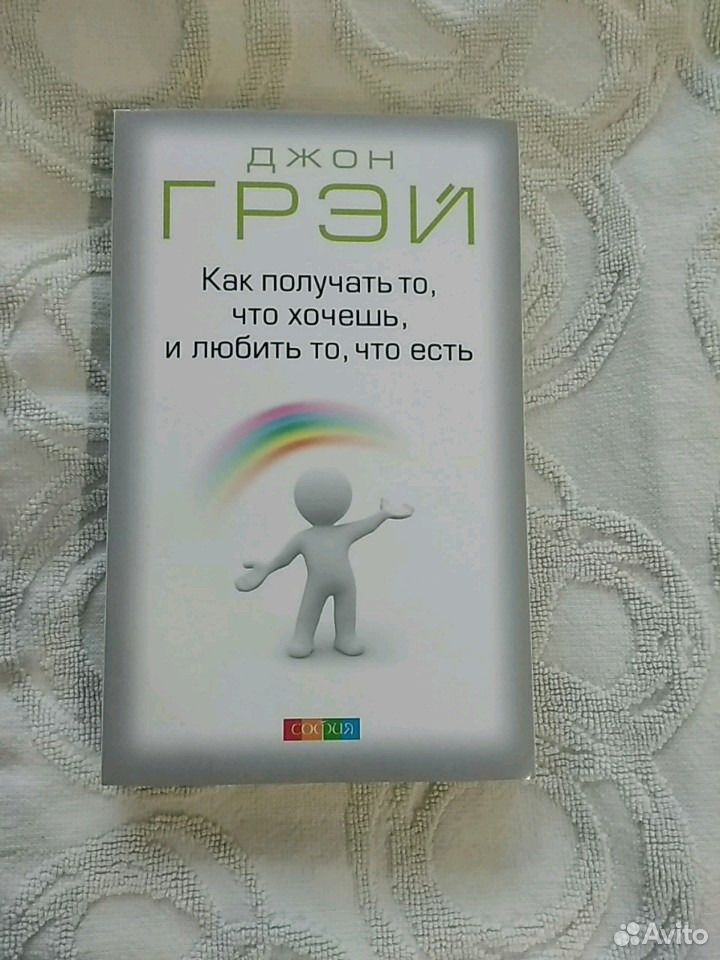 ДЖОН
ГРЭЙ
Как получать то,
что хочешь,
и любить то, что есть
СОФИЯ
Avito